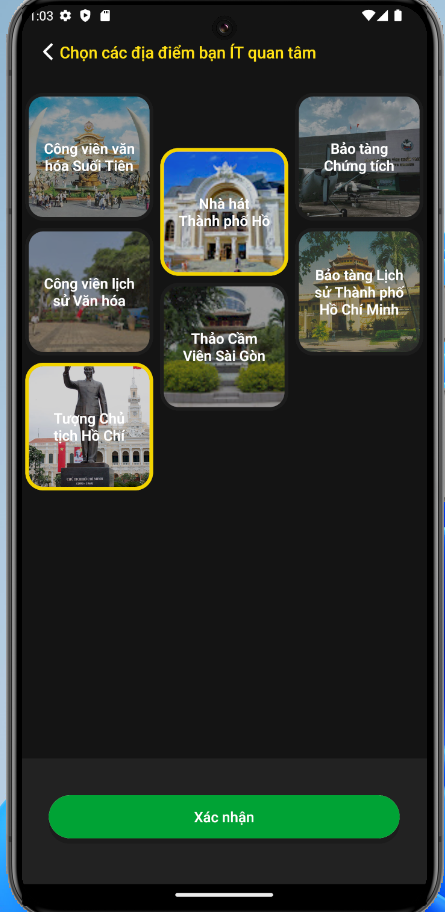 1:03
Chọn các địa điểm bạn ÍT quan tâm
Công viên văn
hóa Suối Tiên
Nhà hát
Thành phố Hồ
Bảo tàng
Chứng tích
Công viên lịch
sử Văn hóa
Thảo Cầm
Viên Sài Gòn
Bảo tàng Lịch
sử Thành phố
Hồ Chí Minh
Tượng Chủ
tịch Hồ Chí
Xác nhận